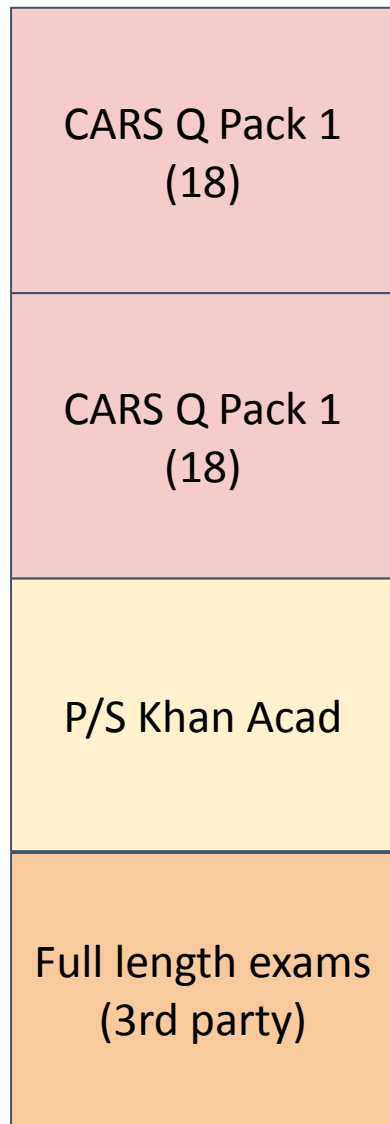 CARS Q Pack 1
(18)
CARS Q Pack 1
(18)
P/S Khan Acad
Full length exams
(3rd party)